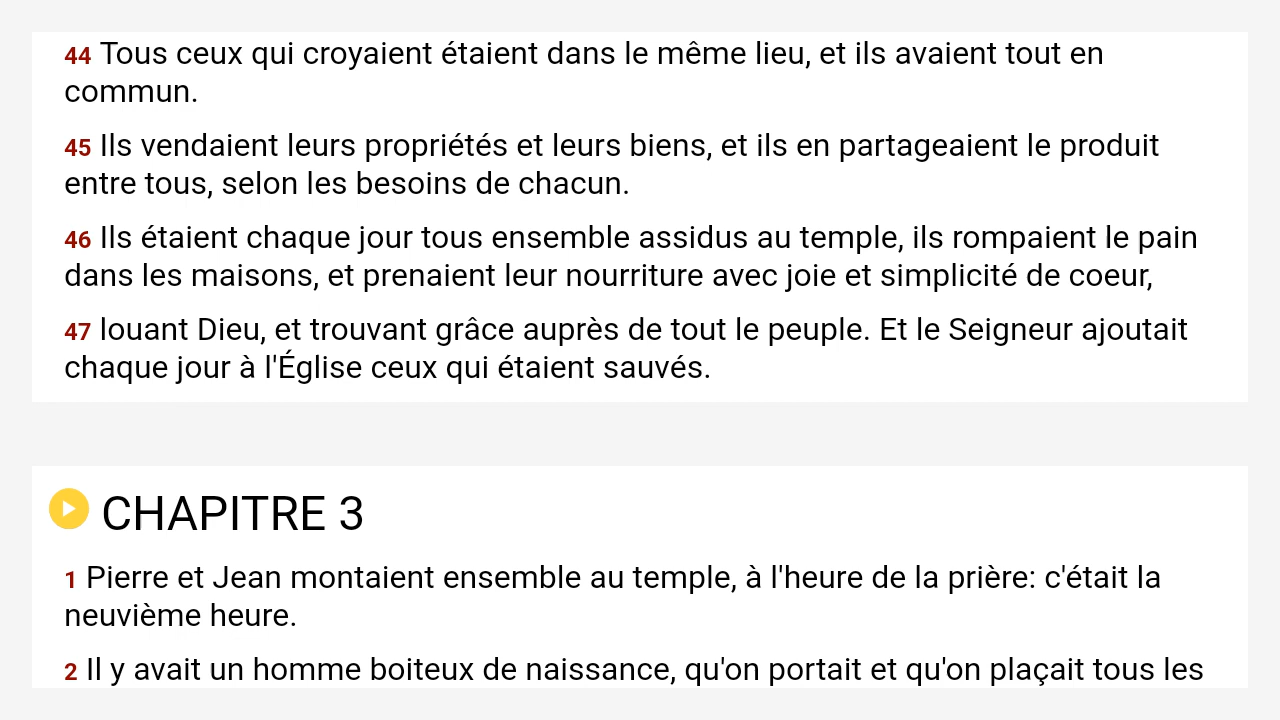 44 Tous ceux qui croyaient étaient dans le même lieu, et ils avaient tout en
commun.
45 Ils vendaient leurs propriétés et leurs biens, et ils en partageaient le produit
entre tous, selon les besoins de chacun.
46 Ils étaient chaque jour tous ensemble assidus au temple, ils rompaient le pain
dans les maisons, et prenaient leur nourriture avec joie et simplicité de coeur,
47 louant Dieu, et trouvant grâce auprès de tout le peuple. Et le Seigneur ajoutait
chaque jour à l'Église ceux qui étaient sauvés.
CHAPITRE 3
1 Pierre et Jean montaient ensemble au temple, à l'heure de la prière: c'était la
neuvième heure.
2 Il y avait un homme boiteux de naissance, qu'on portait et qu'on plaçait tous les